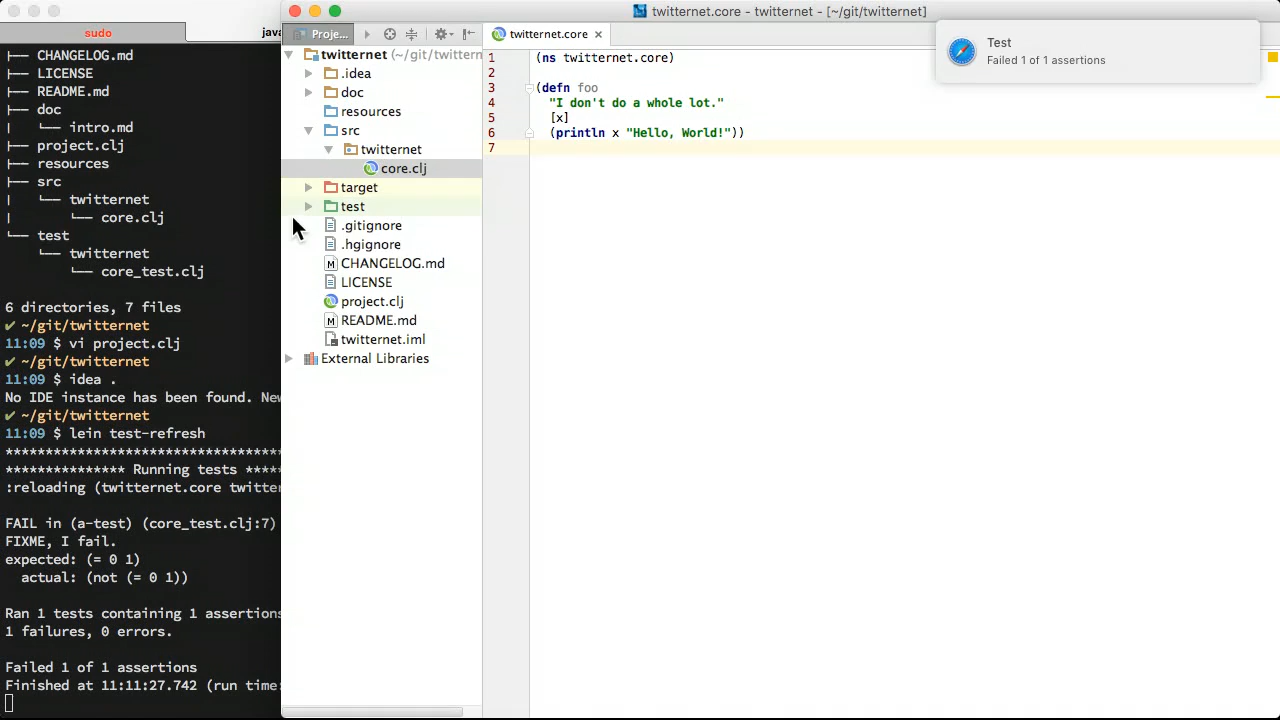 sudo
java
├── CHANGELOG.md
├── LICENSE
├── README.md
├── doc
|   └── intro.md
├── project.clj
├── resources
├── src
|   └── twitternet
|       └── core.clj
└── test
    └── twitternet
        └── core_test.clj
6 directories, 7 files
✔ ~/git/twitternet
11:09 $ vi project.clj
✔ ~/git/twitternet
11:09 $ idea .
No IDE instance has been found. New
✔ ~/git/twitternet
11:09 $ lein test-refresh
***********************************
*************** Running tests *****
:reloading (twitternet.core twitter
FAIL in (a-test) (core_test.clj:7)
FIXME, I fail.
expected: (= 0 1)
  actual: (not (= 0 1))
Ran 1 tests containing 1 assertions
1 failures, 0 errors.
Failed 1 of 1 assertions
Finished at 11:11:27.742 (run time:
twitternet.core - twitternet - [~/git/twitternet]
Proje...
twitternet (~/git/twittern
.idea
doc
resources
src
twitternet
core.clj
target
test
.gitignore
.hgignore
CHANGELOG.md
LICENSE
project.clj
README.md
twitternet.iml
External Libraries
twitternet.core
1 (ns twitternet.core)
2
3 (defn foo
4   "I don't do a whole lot."
5   [x]
6   (println x "Hello, World!"))
7
Test
Failed 1 of 1 assertions